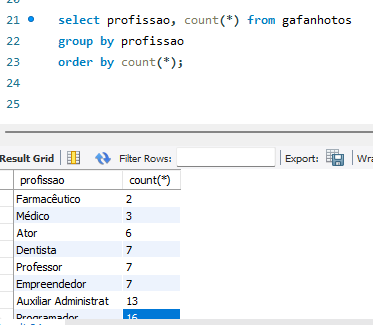 21 select profissao, count(*) from gafanhotos
22 group by profissao
23 order by count(*);
24
25
Result Grid Filter Rows: Export:
profissao count(*)
Farmacêutico 2
Médico 3
Ator 6
Dentista 7
Professor 7
Empreendedor 7
Auxiliar Administrat 13
Programador 16